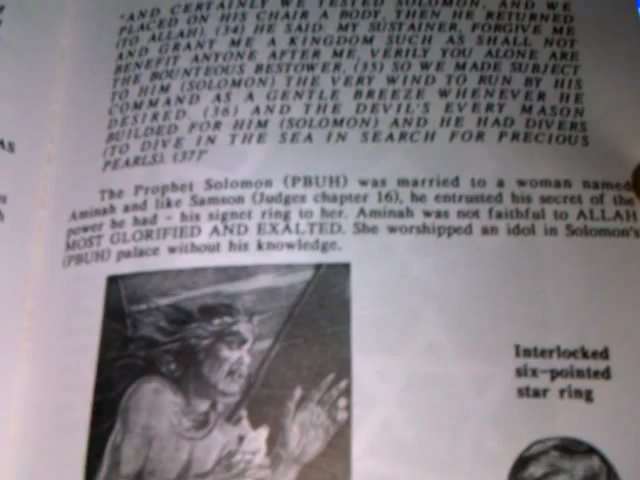 "AND CERTAINLY WE TESTED SOLOMON, AND WE
PLACED ON HIS CHAIR A BODY, THEN HE RETURNED
(TO ALLAH). (34) HE SAID: MY SUSTAINER, FORGIVE ME
AND GRANT ME A KINGDOM SUCH AS SHALL NOT
BENEFIT ANYONE AFTER ME, VERILY YOU ALONE ARE
THE BOUNTEOUS BESTOWER, (35) SO WE MADE SUBJECT
TO HIM (SOLOMON) THE VERY WIND TO RUN BY HIS
COMMAND AS A GENTLE BREEZE WHENEVER HE
DESIRED. (36) AND THE DEVIL'S EVERY MASON
BUILDED FOR HIM (SOLOMON) AND HE HAD DIVERS
(TO DIVE IN THE SEA IN SEARCH FOR PRECIOUS
PEARLS). (37)"
The Prophet Solomon (PBUH) was married to a woman named
Aminah and like Samson (Judges chapter 16), he entrusted his secret of the
power he had - his signet ring to her. Aminah was not faithful to ALLAH
MOST GLORIFIED AND EXALTED. She worshipped an idol in Solomon's
(PBUH) palace without his knowledge.
Interlocked
six-pointed
star ring